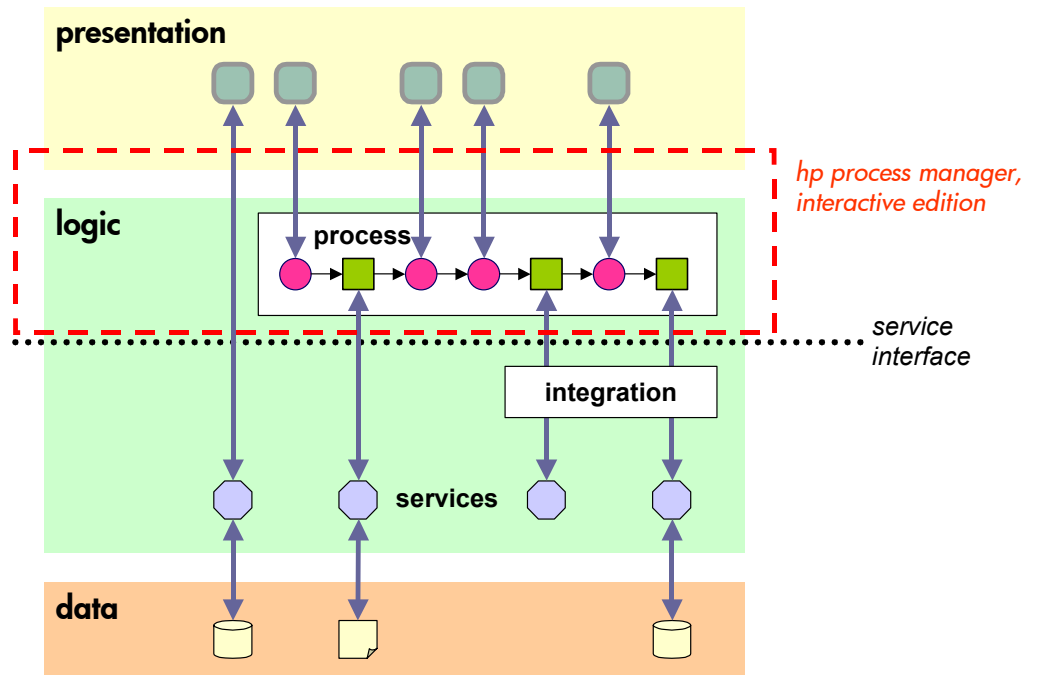 presentation
hp process manager,
interactive edition
logic
process
service
interface
integration
services
data